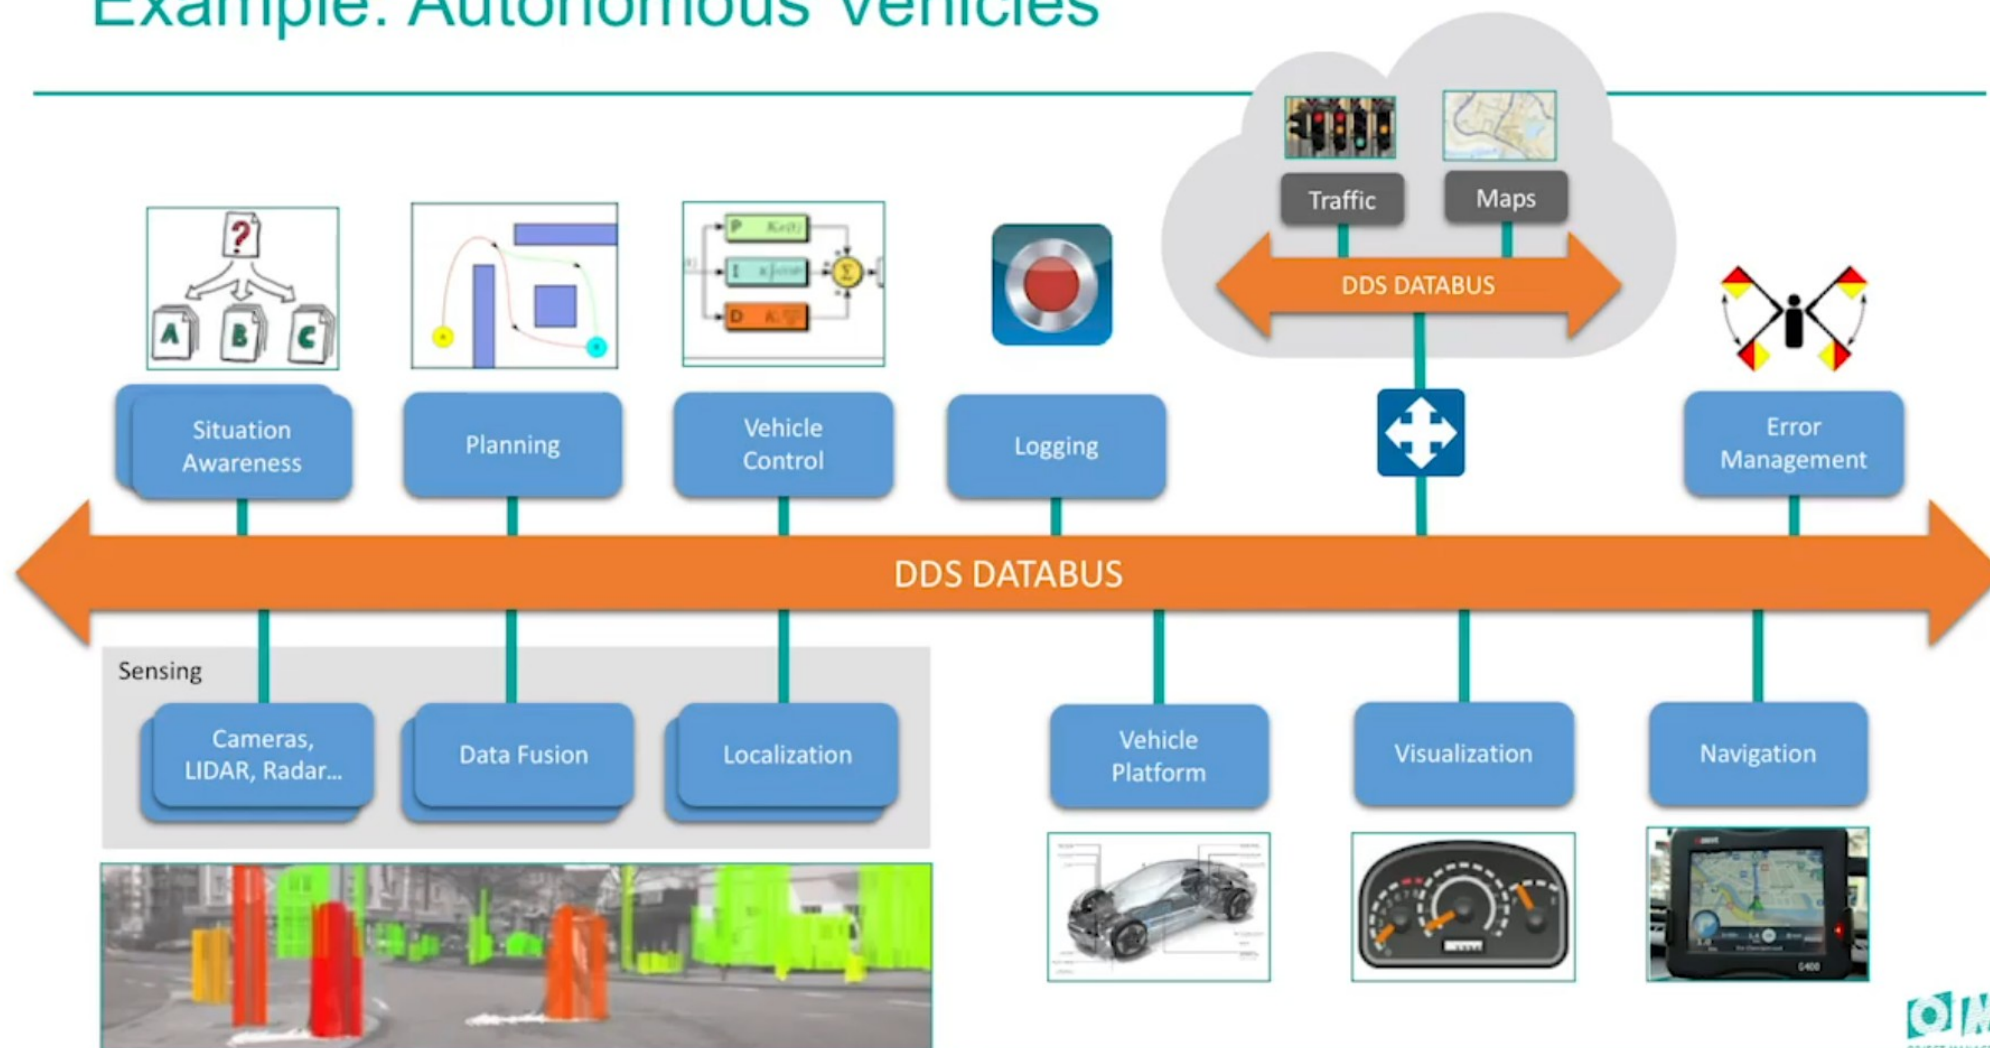 Example: Autonomous Vehicles
Traffic
Maps
DDS DATABUS
?
A B C
P
I
D
Σ
Situation
Awareness
Planning
Vehicle
Control
Logging
Error
Management
DDS DATABUS
Sensing
Cameras,
LIDAR, Radar...
Data Fusion
Localization
Vehicle
Platform
Visualization
Navigation
G400